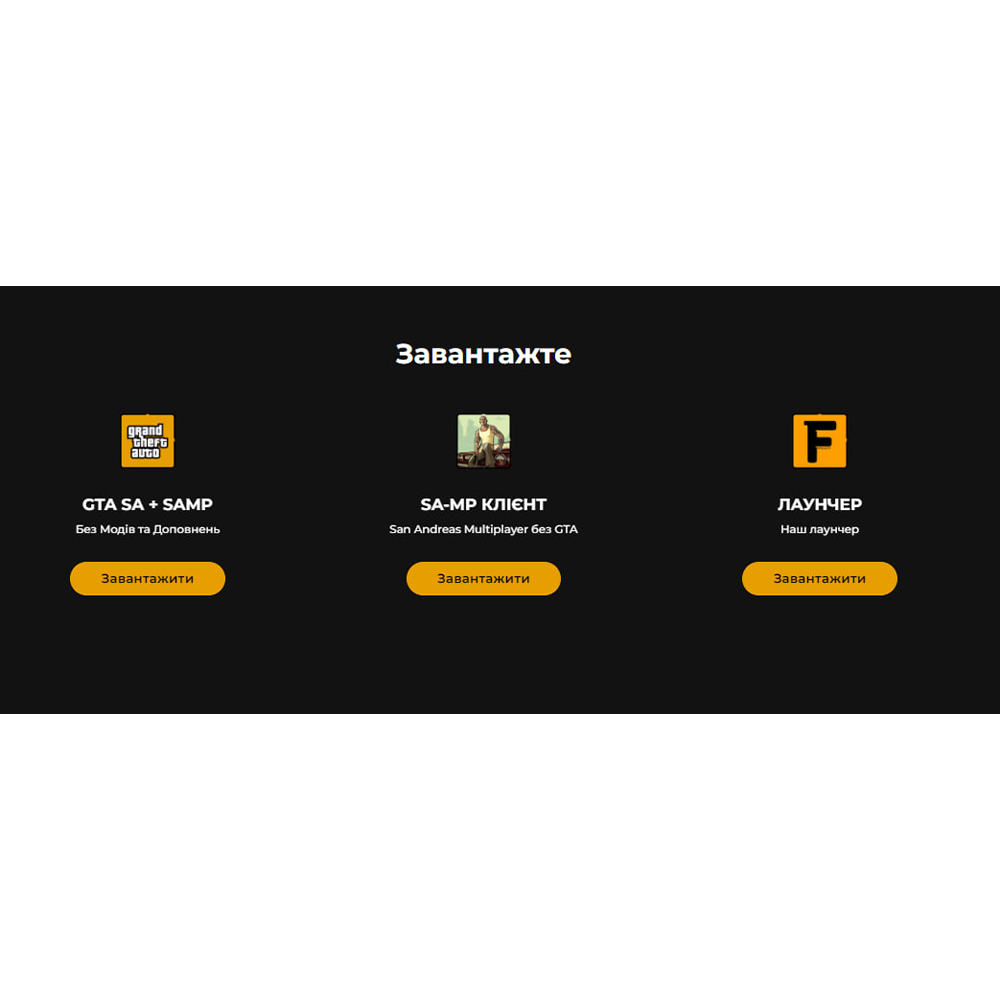 Завантажте
grand
theft
auto
F
GTA SA + SAMP
SA-MP КЛІЄНТ
ЛАУНЧЕР
Без Модів та Доповнень
San Andreas Multiplayer без GTA
Наш лаунчер
Завантажити
Завантажити
Завантажити